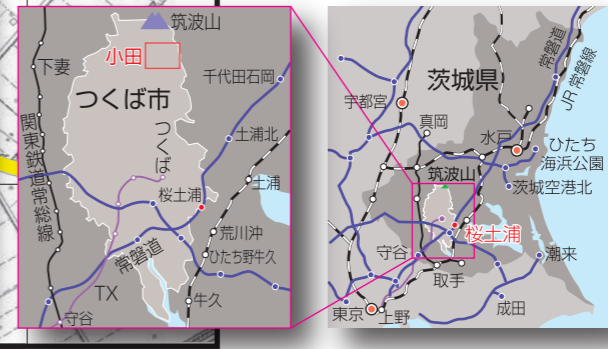 筑波山
下妻
小田
千代田石岡
つくば市
つくば
関東鉄道常総線
土浦北
土浦
桜土浦
荒川沖
ひたち野牛久
常磐道
TX
牛久
守谷
常磐道
JR常磐線
茨城県
宇都宮
真岡
水戸
ひたち
海浜公園
筑波山
茨城空港北
桜土浦
守谷
潮来
取手
東京
上野
成田